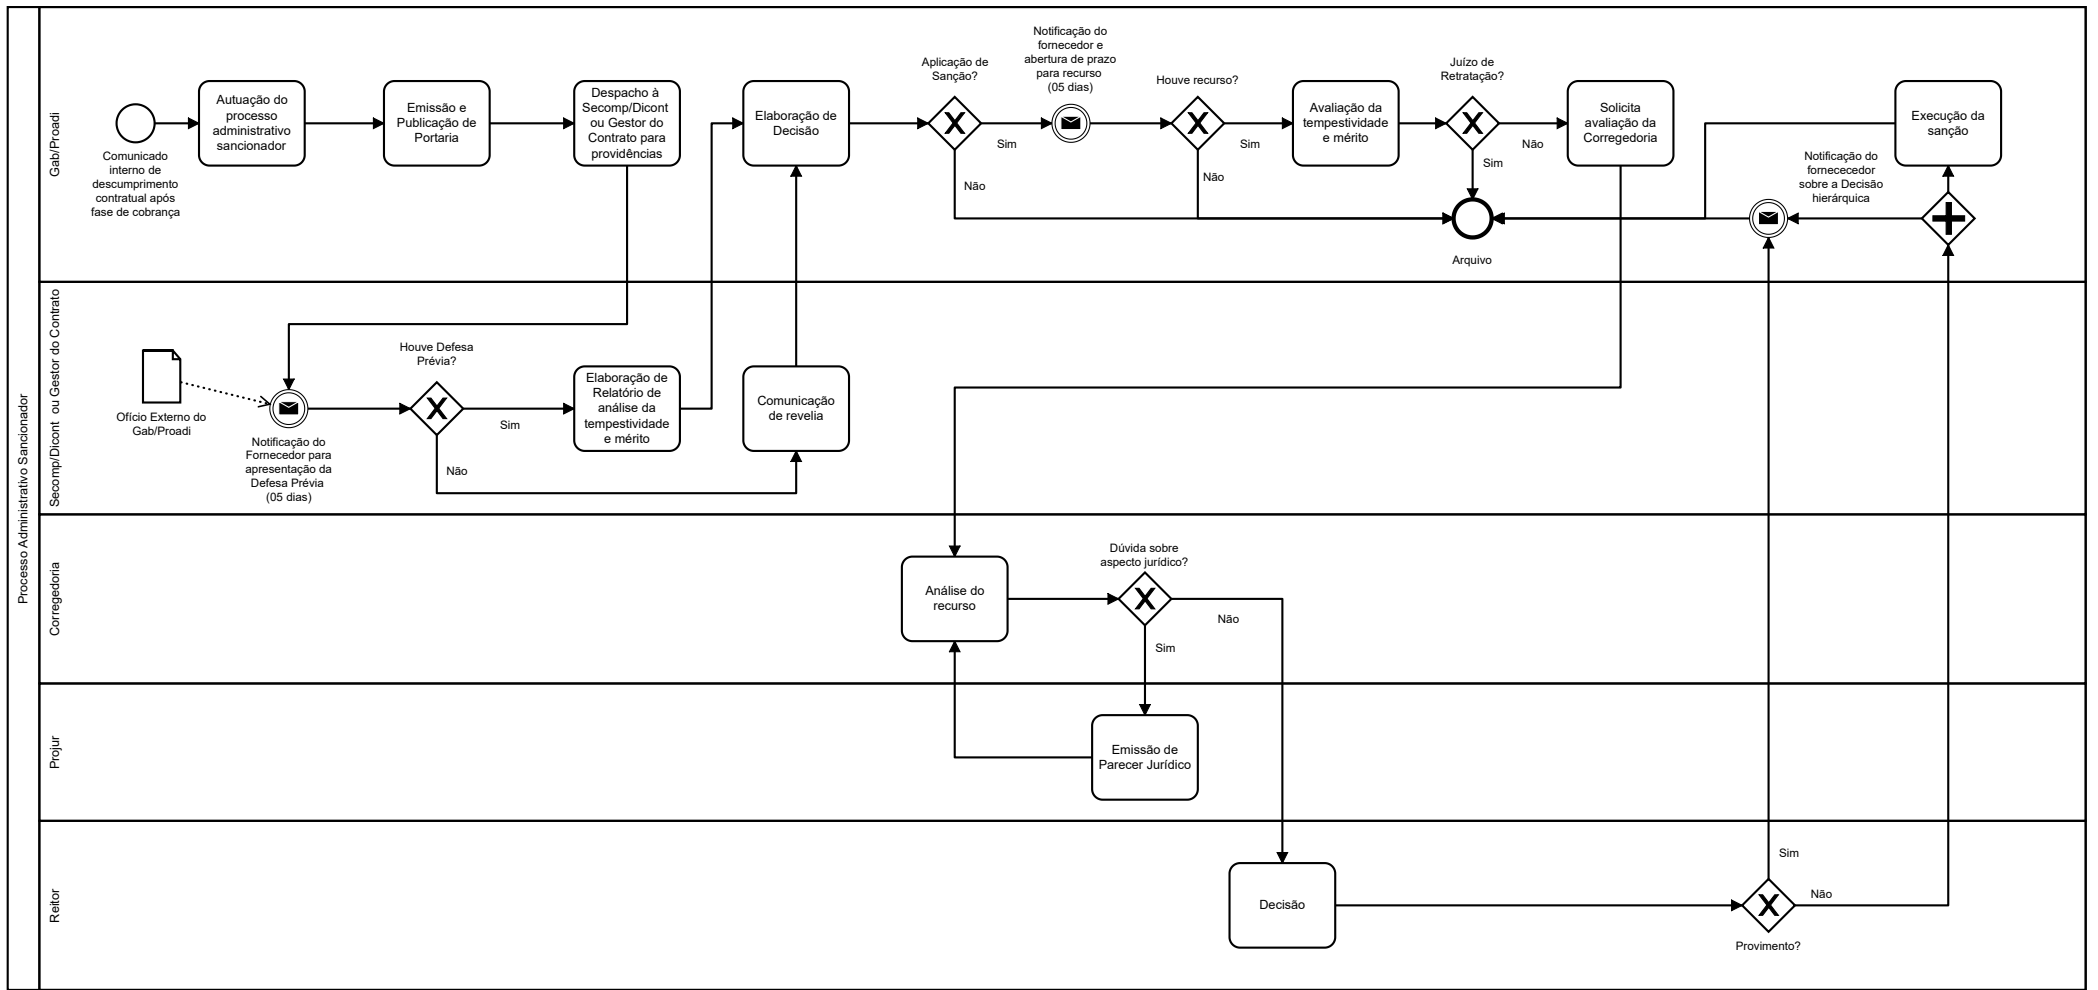 Processo Administrativo Sancionador
Gab/Proadi
Comunicado
interno de
descumprimento
contratual após
fase de cobrança
Autuação do
processo
administrativo
sancionador
Emissão e
Publicação de
Portaria
Despacho à
Secomp/Dicont
ou Gestor do
Contrato para
providências
Elaboração de
Decisão
Aplicação de
Sanção?
Sim
Não
Notificação do
fornecedor e
abertura de prazo
para recurso
(05 dias)
Houve recurso?
Sim
Não
Avaliação da
tempestividade
e mérito
Juízo de
Retratação?
Sim
Não
Arquivo
Solicita
avaliação da
Corregedoria
Notificação do
fornececedor
sobre a Decisão
hierárquica
Execução da
sanção
Secomp/Dicont ou Gestor do Contrato
Ofício Externo do
Gab/Proadi
Notificação do
Fornecedor para
apresentação da
Defesa Prévia
(05 dias)
Houve Defesa
Prévia?
Sim
Não
Elaboração de
Relatório de
análise da
tempestividade
e mérito
Comunicação
de revelia
Corregedoria
Análise do
recurso
Dúvida sobre
aspecto jurídico?
Não
Sim
Projur
Emissão de
Parecer Jurídico
Reitor
Decisão
Sim
Não
Provimento?